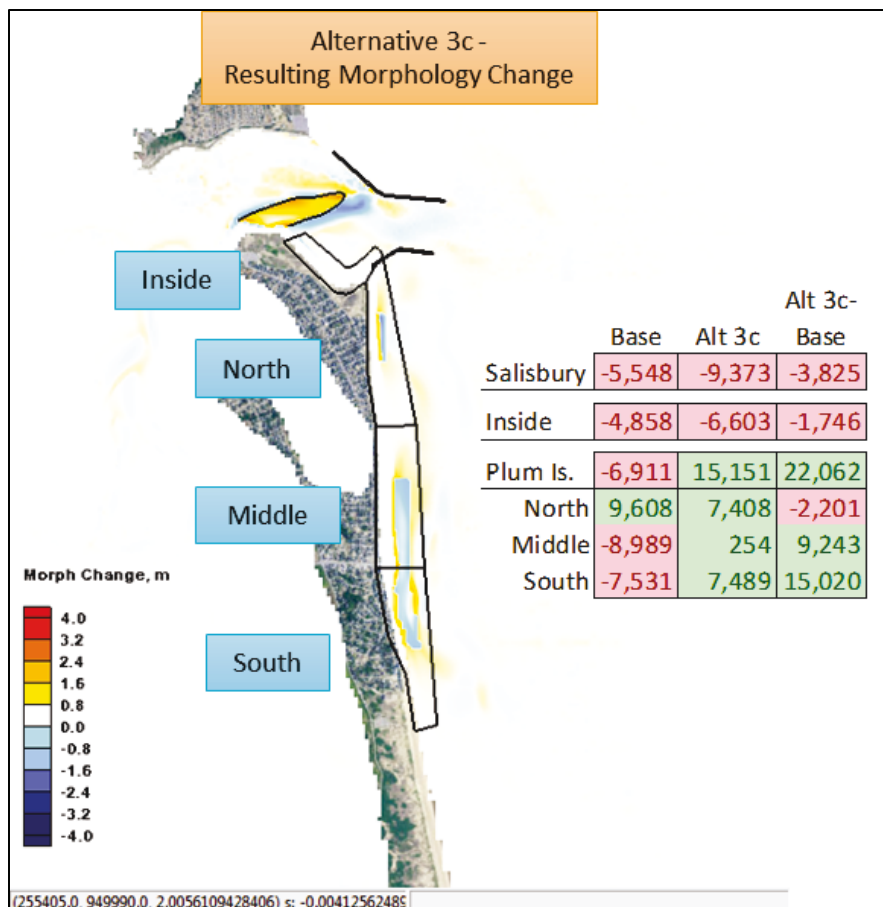 Alternative 3c -
Resulting Morphology Change
Inside
North
Middle
South
Alt 3c-
Base Alt 3c Base
Salisbury -5,548 -9,373 -3,825
Inside -4,858 -6,603 -1,746
Plum Is. -6,911 15,151 22,062
North 9,608 7,408 -2,201
Middle -8,989 254 9,243
South -7,531 7,489 15,020
Morph Change, m
4.0
3.2
2.4
1.6
0.8
0.0
-0.8
-1.6
-2.4
-3.2
-4.0
(255405.0, 949990.0, 2.0056109428406) s: -0.0041256248